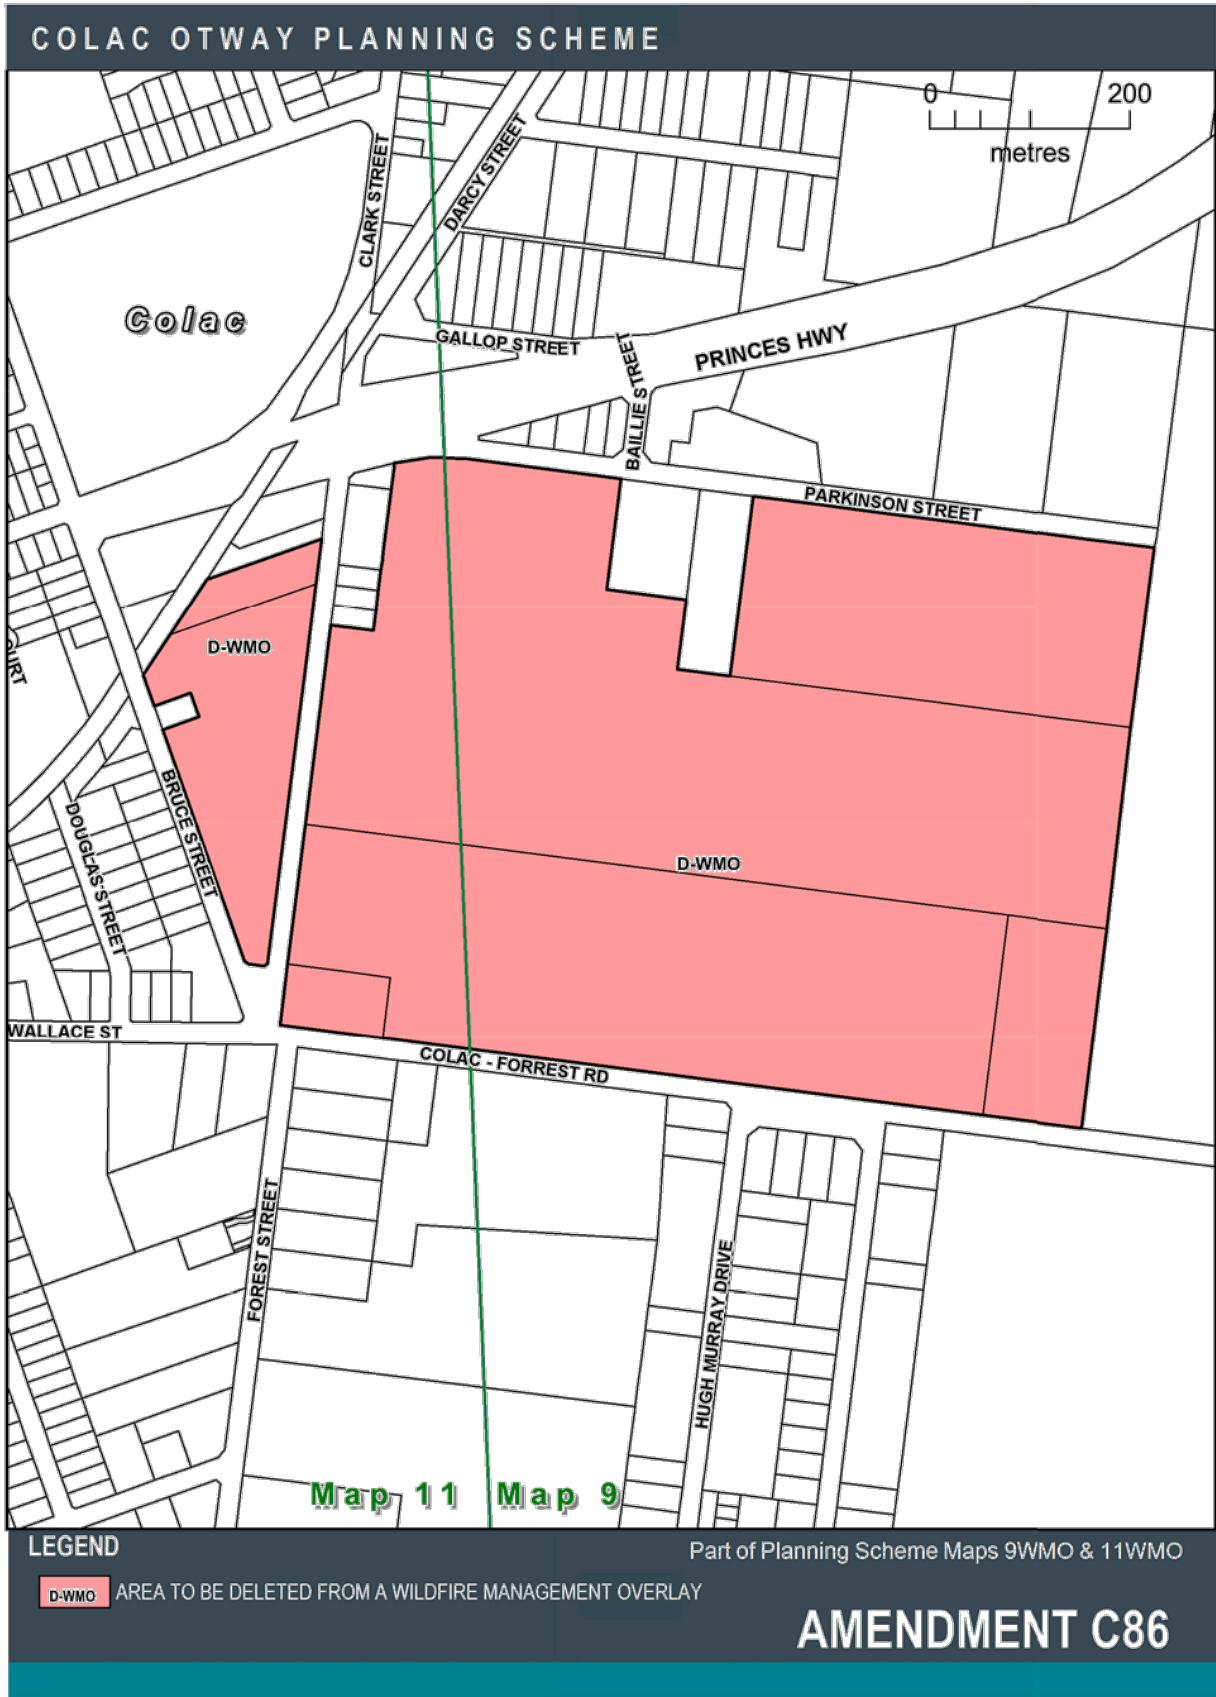 COLAC OTWAY PLANNING SCHEME
0 200
metres
CLARK STREET
DARCY STREET
Colac
GALLOP STREET
BAILLIE STREET
PRINCES HWY
PARKINSON STREET
D-WMO
OURT
BRUCE STREET
DOUGLAS STREET
D-WMO
WALLACE ST
COLAC - FORREST RD
FOREST STREET
HUGH MURRAY DRIVE
Map 11 Map 9
LEGEND
Part of Planning Scheme Maps 9WMO & 11WMO
D-WMO AREA TO BE DELETED FROM A WILDFIRE MANAGEMENT OVERLAY
AMENDMENT C86